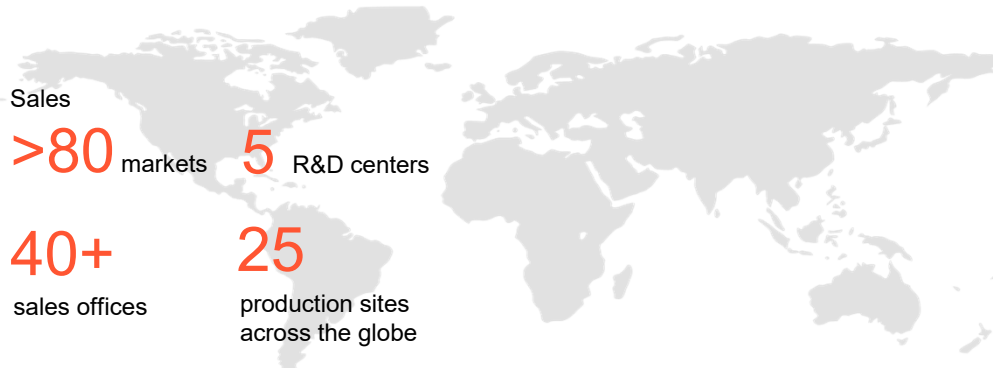 Sales
>80 markets
5 R&D centers
40+
sales offices
25
production sites
across the globe